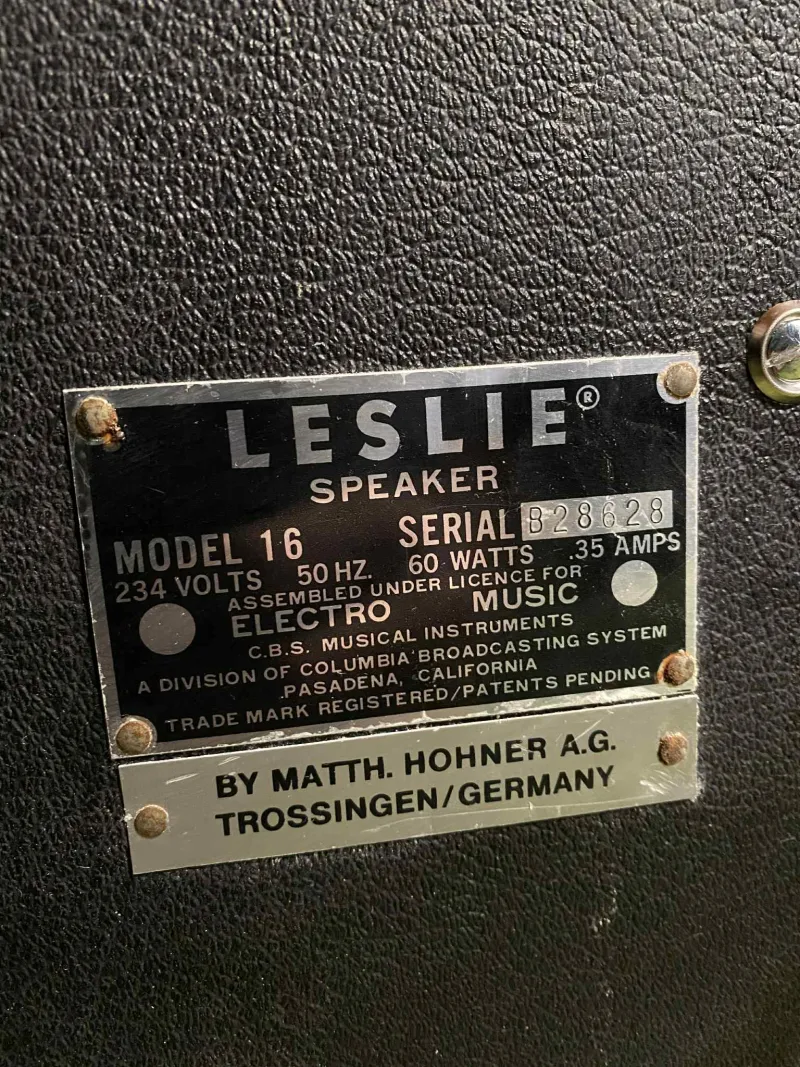 LESLIE®
SPEAKER
MODEL 16 SERIAL B28628
234 VOLTS 50 HZ. 60 WATTS .35 AMPS
ASSEMBLED UNDER LICENCE FOR
ELECTRO MUSIC
C.B.S. MUSICAL INSTRUMENTS
A DIVISION OF COLUMBIA BROADCASTING SYSTEM
PASADENA, CALIFORNIA
TRADE MARK REGISTERED/PATENTS PENDING
BY MATTH. HOHNER A.G.
TROSSINGEN/GERMANY